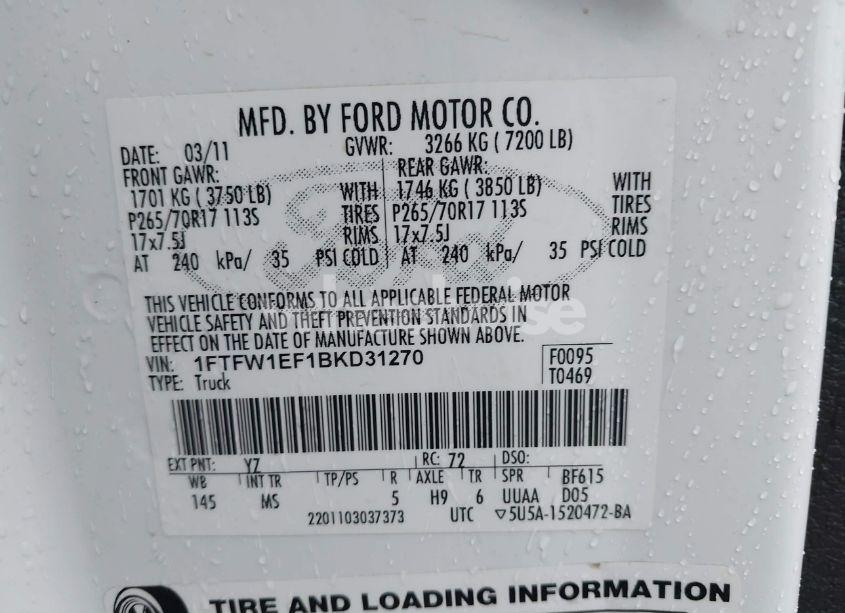 MFD. BY FORD MOTOR CO.
DATE: 03/11 GVWR: 3266 KG ( 7200 LB)
FRONT GAWR: REAR GAWR:
1701 KG ( 3750 LB) WITH 1746 KG ( 3850 LB) WITH
P265/70R17 113S TIRES P265/70R17 113S TIRES
17x7.5J RIMS 17x7.5J RIMS
AT 240 kPa/ 35 PSI COLD AT 240 kPa/ 35 PSI COLD
THIS VEHICLE CONFORMS TO ALL APPLICABLE FEDERAL MOTOR
VEHICLE SAFETY AND THEFT PREVENTION STANDARDS IN
EFFECT ON THE DATE OF MANUFACTURE SHOWN ABOVE.
VIN: 1FTFW1EF1BKD31270 F0095
TYPE: Truck T0469
EXT PNT: YZ RC: 72 DSO:
WB INT TR TP/PS R AXLE TR SPR BF615
145 MS 5 H9 6 UUAA D05
2201103037373 UTC ▽5U5A-1520472-BA
TIRE AND LOADING INFORMATION